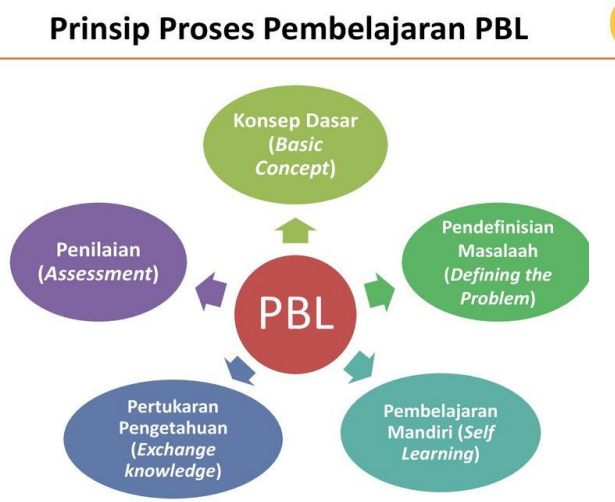 Prinsip Proses Pembelajaran PBL
Konsep Dasar
(Basic
Concept)
Pendefinisian
Masalaah
(Defining the
Problem)
Pembelajaran
Mandiri (Self
Learning)
Pertukaran
Pengetahuan
(Exchange
knowledge)
Penilaian
(Assessment)
PBL